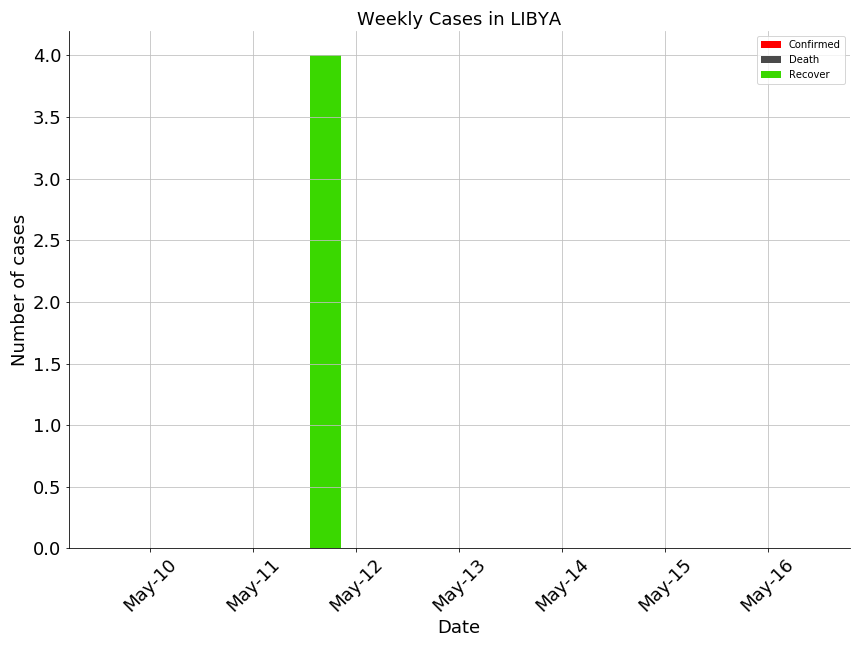 Weekly Cases in LIBYA
Confirmed
Death
Recover
Number of cases
4.0
3.5
3.0
2.5
2.0
1.5
1.0
0.5
0.0
May-10
May-11
May-12
May-13
May-14
May-15
May-16
Date